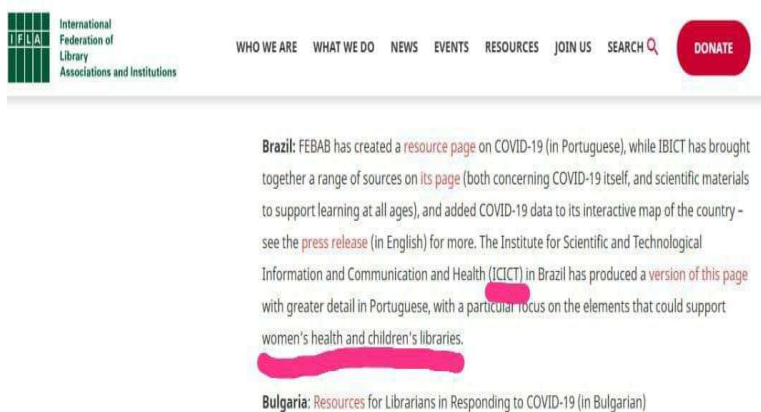 International
IFLA Federation of
Library
Associations and Institutions
WHO WE ARE WHAT WE DO NEWS EVENTS RESOURCES JOIN US SEARCH DONATE
Brazil: FEBAB has created a resource page on COVID-19 (in Portuguese), while IBICT has brought
together a range of sources on its page (both concerning COVID-19 itself, and scientific materials
to support learning at all ages), and added COVID-19 data to its interactive map of the country –
see the press release (in English) for more. The Institute for Scientific and Technological
Information and Communication and Health (ICICT) in Brazil has produced a version of this page
with greater detail in Portuguese, with a particular focus on the elements that could support
women's health and children's libraries.
Bulgaria: Resources for Librarians in Responding to COVID-19 (in Bulgarian)